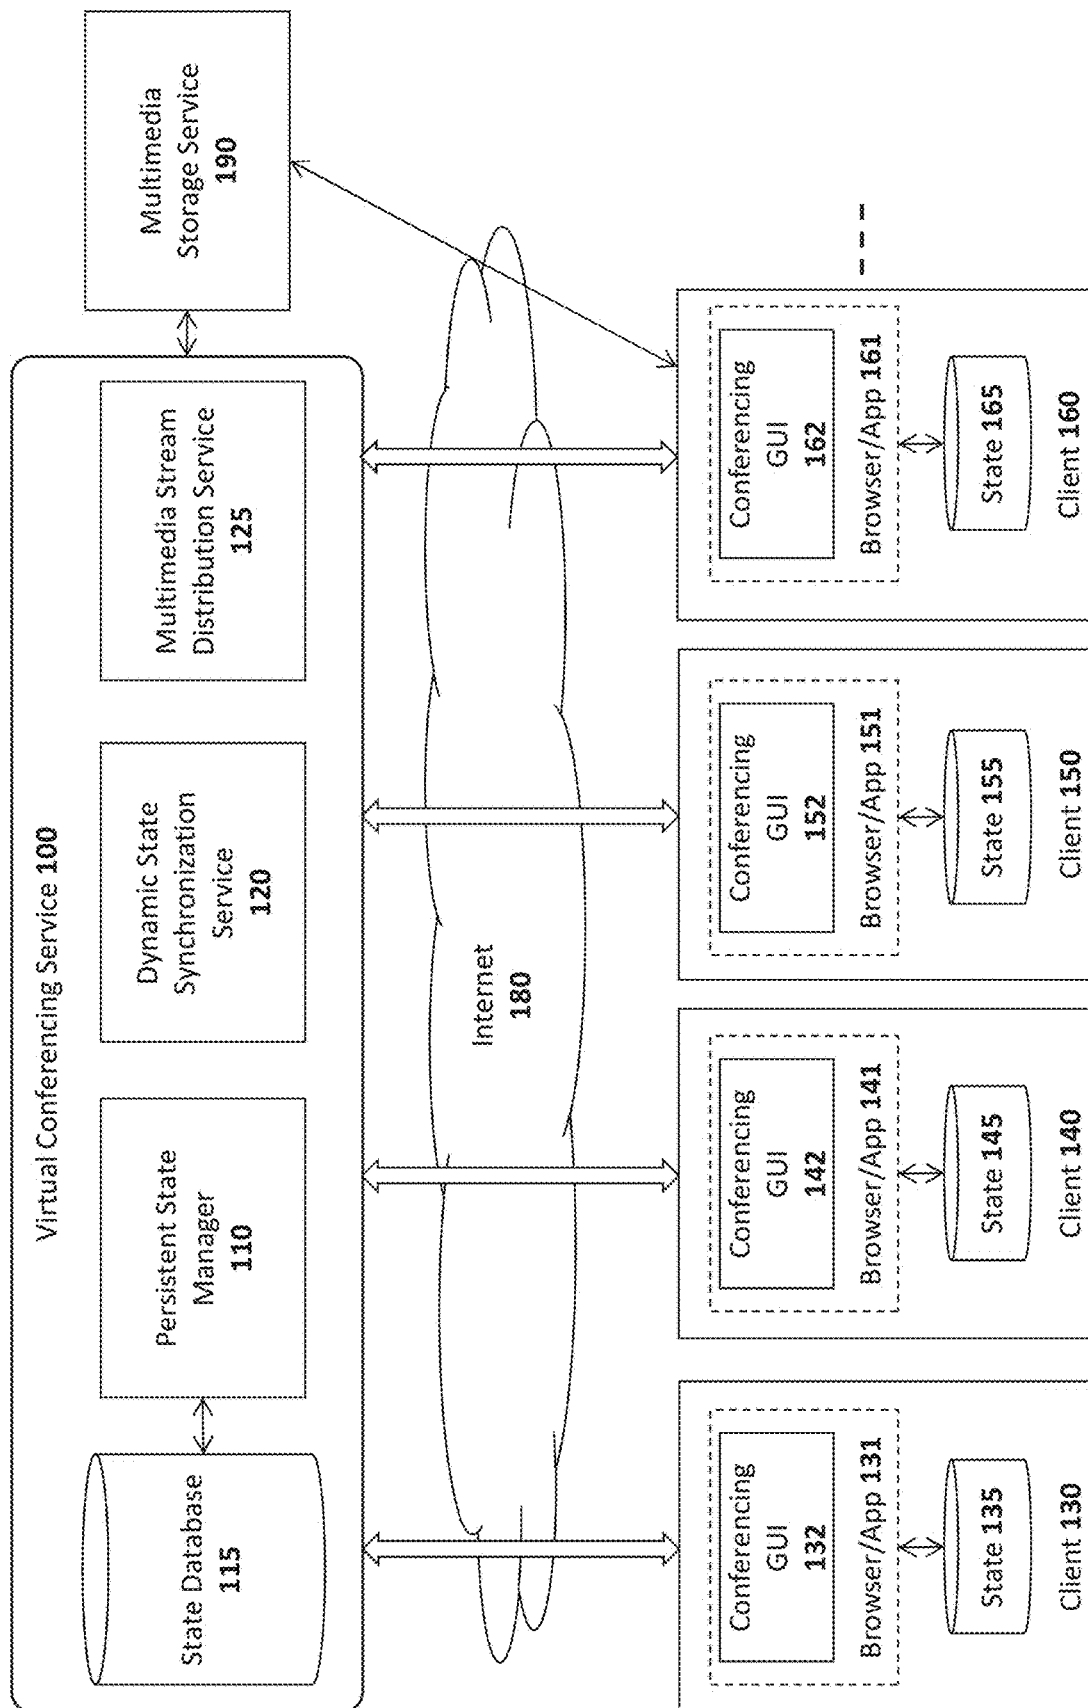 Virtual Conferencing Service 100
State Database
115
Persistent State
Manager
110
Dynamic State
Synchronization
Service
120
Multimedia Stream
Distribution Service
125
Multimedia
Storage Service
190
Internet
180
Conferencing
GUI
132
Browser/App 131
State 135
Client 130
Conferencing
GUI
142
Browser/App 141
State 145
Client 140
Conferencing
GUI
152
Browser/App 151
State 155
Client 150
Conferencing
GUI
162
Browser/App 161
State 165
Client 160